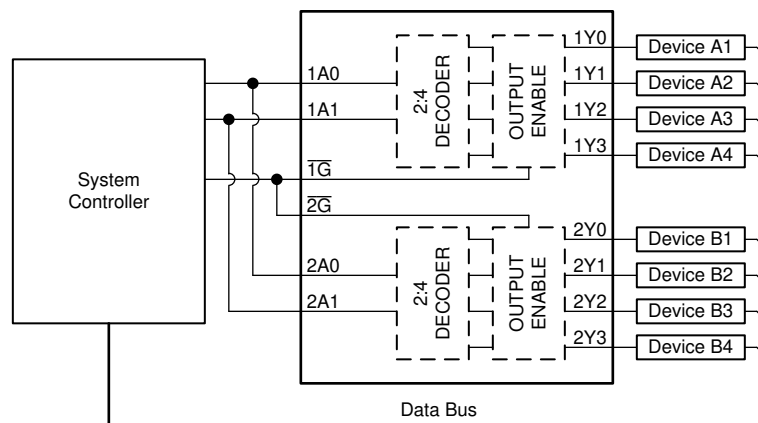 System
Controller
1A0
1A1
1G
2G
2A0
2A1
2:4
DECODER
OUTPUT
ENABLE
1Y0
1Y1
1Y2
1Y3
Device A1
Device A2
Device A3
Device A4
2:4
DECODER
OUTPUT
ENABLE
2Y0
2Y1
2Y2
2Y3
Device B1
Device B2
Device B3
Device B4
Data Bus